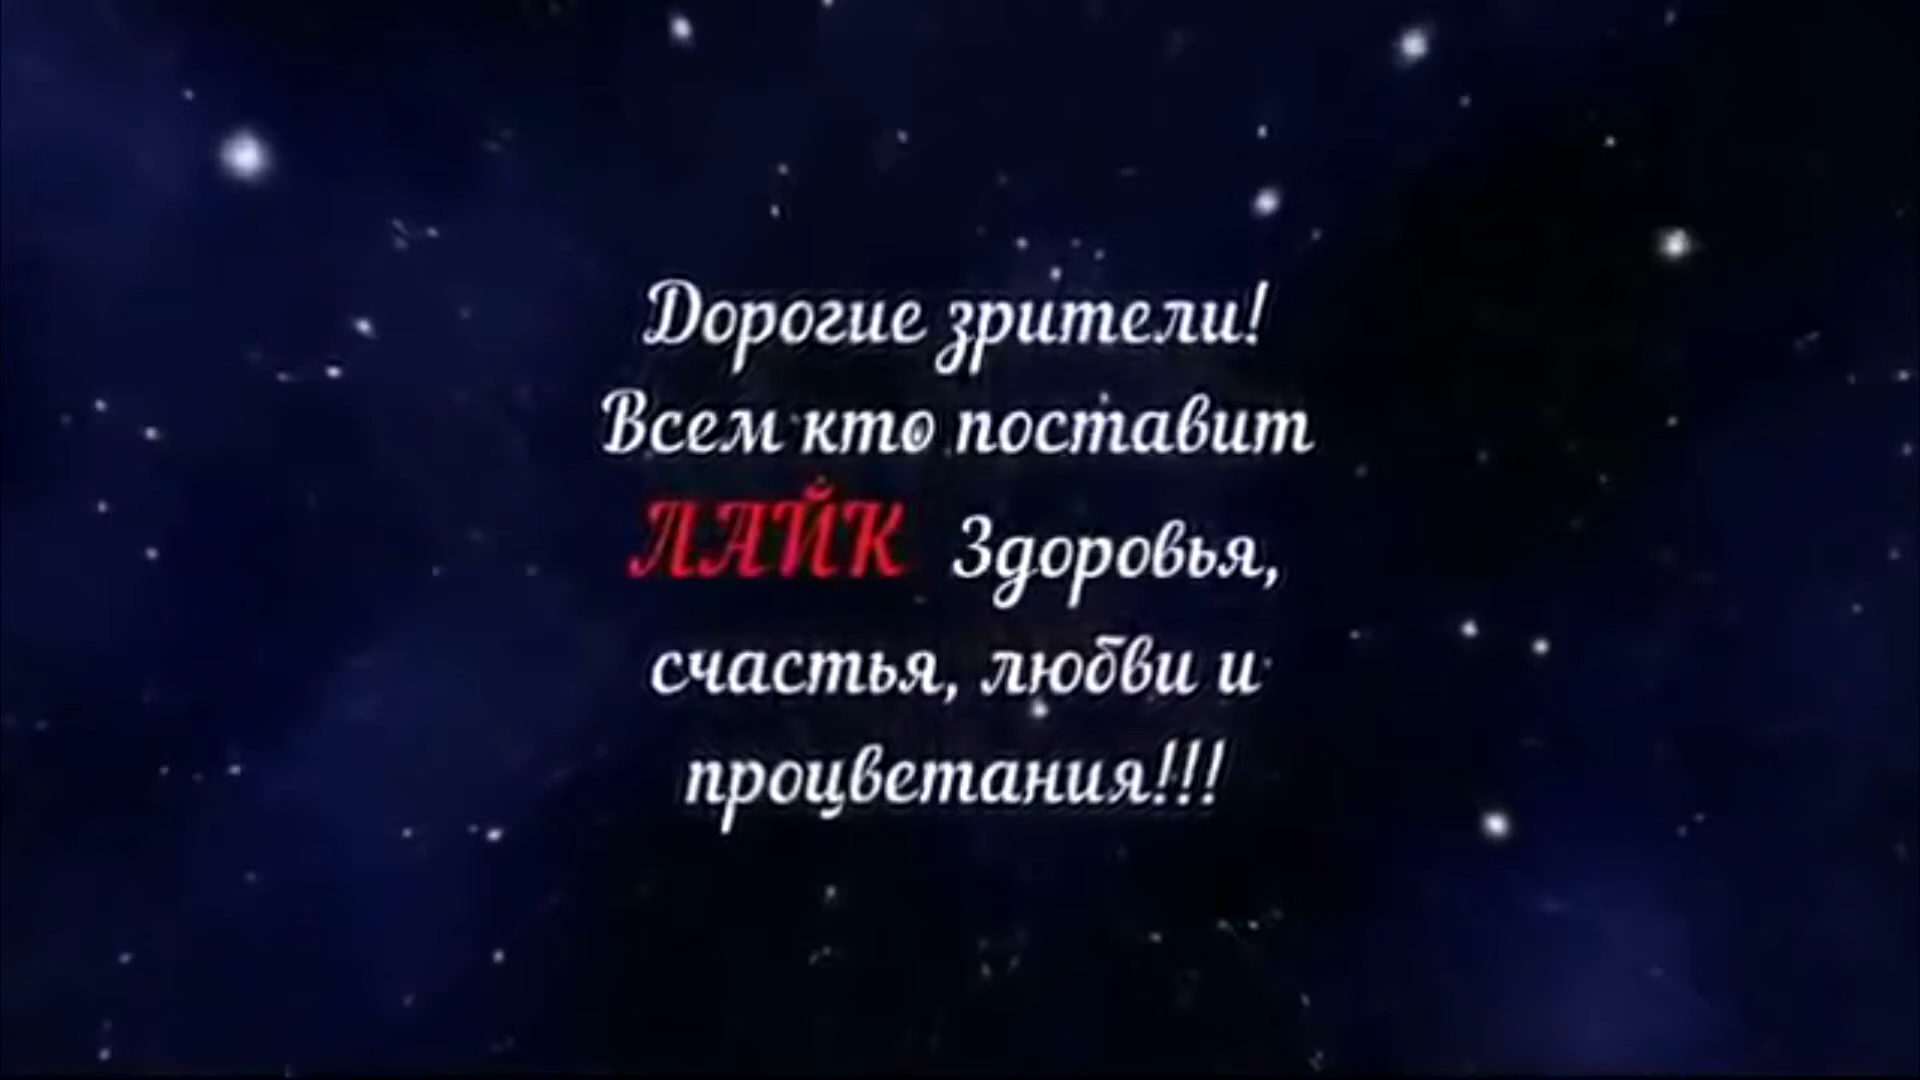 Дорогие зрители!
Всем кто поставит
ЛАЙК Здоровья,
счастья, любви и
процветания!!!